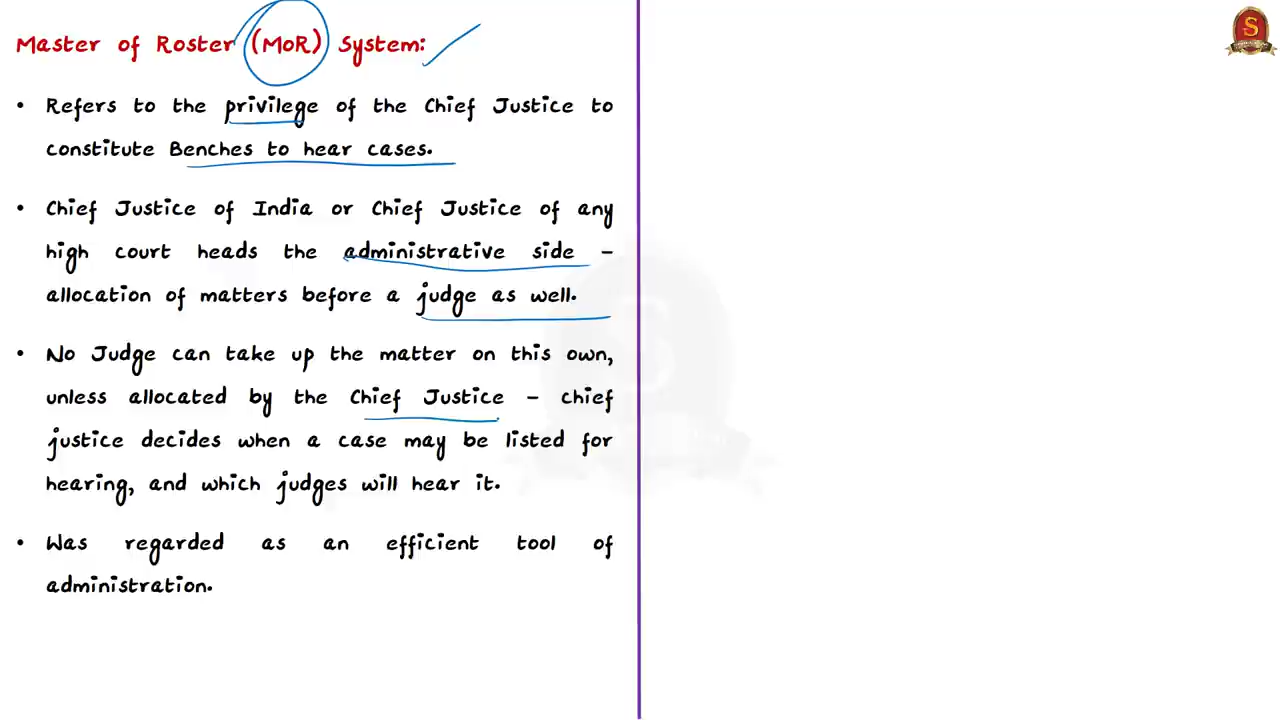 Master of Roster (MoR) System:
• Refers to the privilege of the Chief Justice to
constitute Benches to hear cases.
• Chief Justice of India or Chief Justice of any
high court heads the administrative side –
allocation of matters before a judge as well.
• No Judge can take up the matter on this own,
unless allocated by the Chief Justice – chief
justice decides when a case may be listed for
hearing, and which judges will hear it.
• Was regarded as an efficient tool of
administration.
S